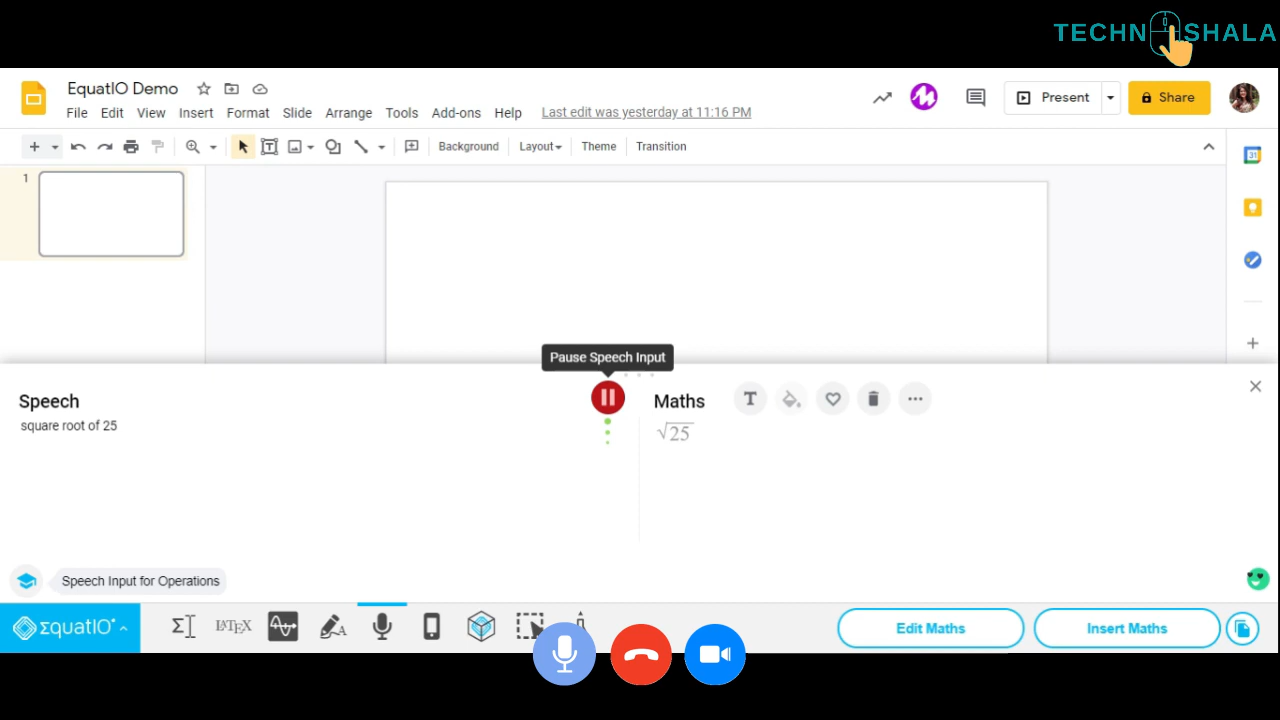 TECHNOSHALA
EquatIO Demo
File Edit View Insert Format Slide Arrange Tools Add-ons Help Last edit was yesterday at 11:16 PM
Present
Share
Background Layout Theme Transition
31
1
Pause Speech Input
Speech
square root of 25
Maths T
√25
Speech Input for Operations
ΣquatIO
Σ LATEX A
Edit Maths
Insert Maths